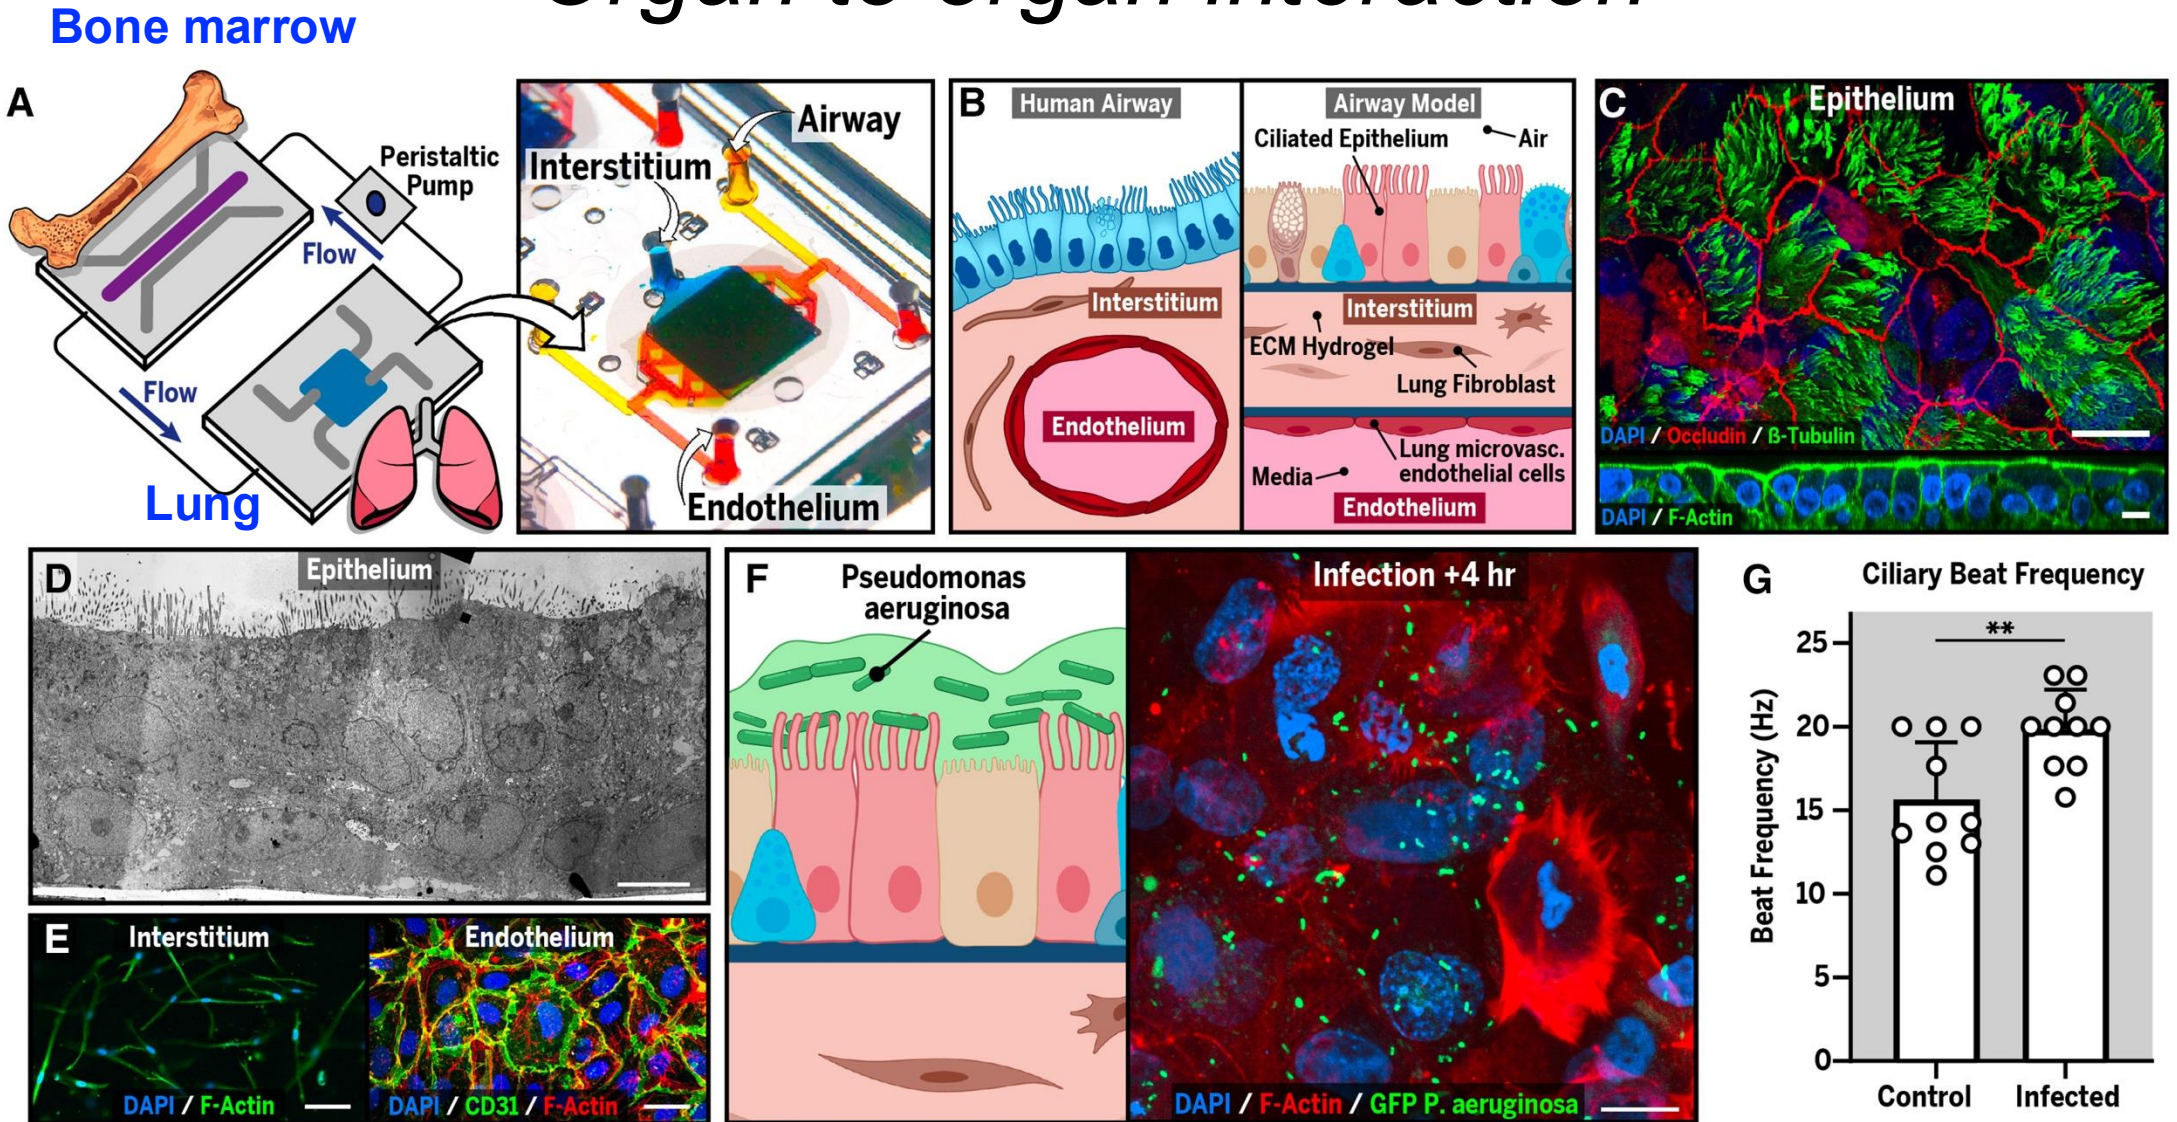 Organ to organ interaction
Bone marrow
A
Peristaltic
Pump
Flow
Flow
Lung
Airway
Interstitium
Endothelium
B
Human Airway
Interstitium
Endothelium
Airway Model
Ciliated Epithelium
Air
Interstitium
ECM Hydrogel
Lung Fibroblast
Lung microvasc.
endothelial cells
Media
Endothelium
C
Epithelium
DAPI / Occludin / ß-Tubulin
DAPI / F-Actin
D
Epithelium
E
Interstitium
DAPI / F-Actin
Endothelium
DAPI / CD31 / F-Actin
F
Pseudomonas
aeruginosa
Infection +4 hr
DAPI / F-Actin / GFP P. aeruginosa
G
Ciliary Beat Frequency
**
Beat Frequency (Hz)
25
20
15
10
5
0
Control
Infected